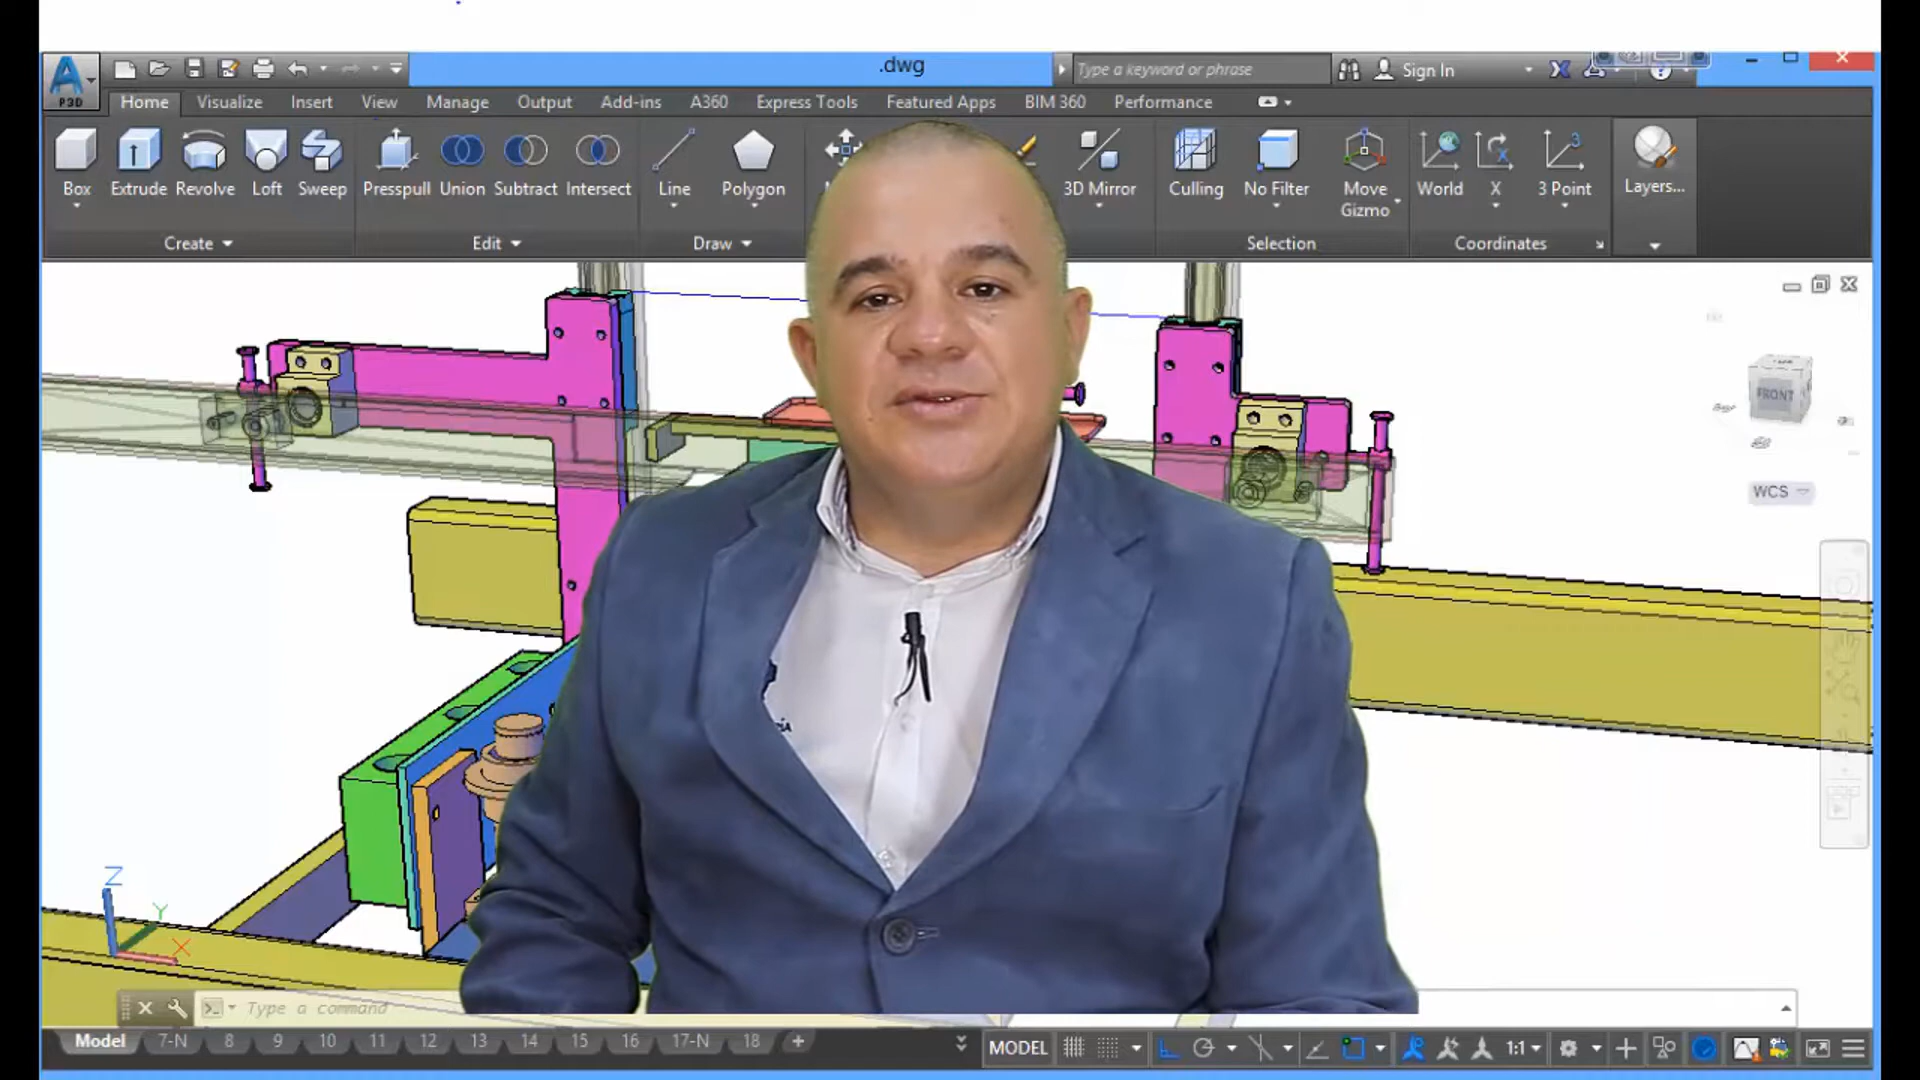 .dwg
Type a keyword or phrase
Sign In
P3D
Home Visualize Insert View Manage Output Add-ins A360 Express Tools Featured Apps BIM 360 Performance
Box Extrude Revolve Loft Sweep Presspull Union Subtract Intersect Line Polygon 3D Mirror Culling No Filter Move Gizmo World X 3 Point Layers...
Create Edit Draw Selection Coordinates
FRONT
WCS
Z
Y
X
Type a command
Model 7-N 8 9 10 11 12 13 14 15 16 17-N 18 + MODEL 1:1